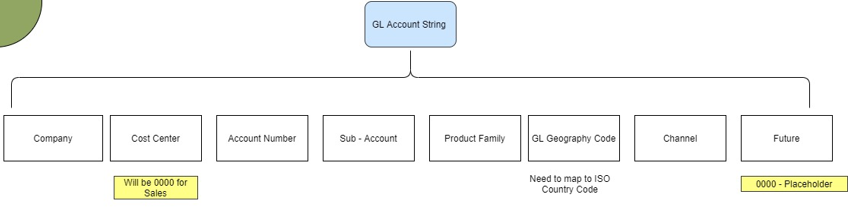 GL Account String
Company
Cost Center
Account Number
Sub - Account
Product Family
GL Geography Code
Channel
Future
Will be 0000 for
Sales
Need to map to ISO
Country Code
0000 - Placeholder